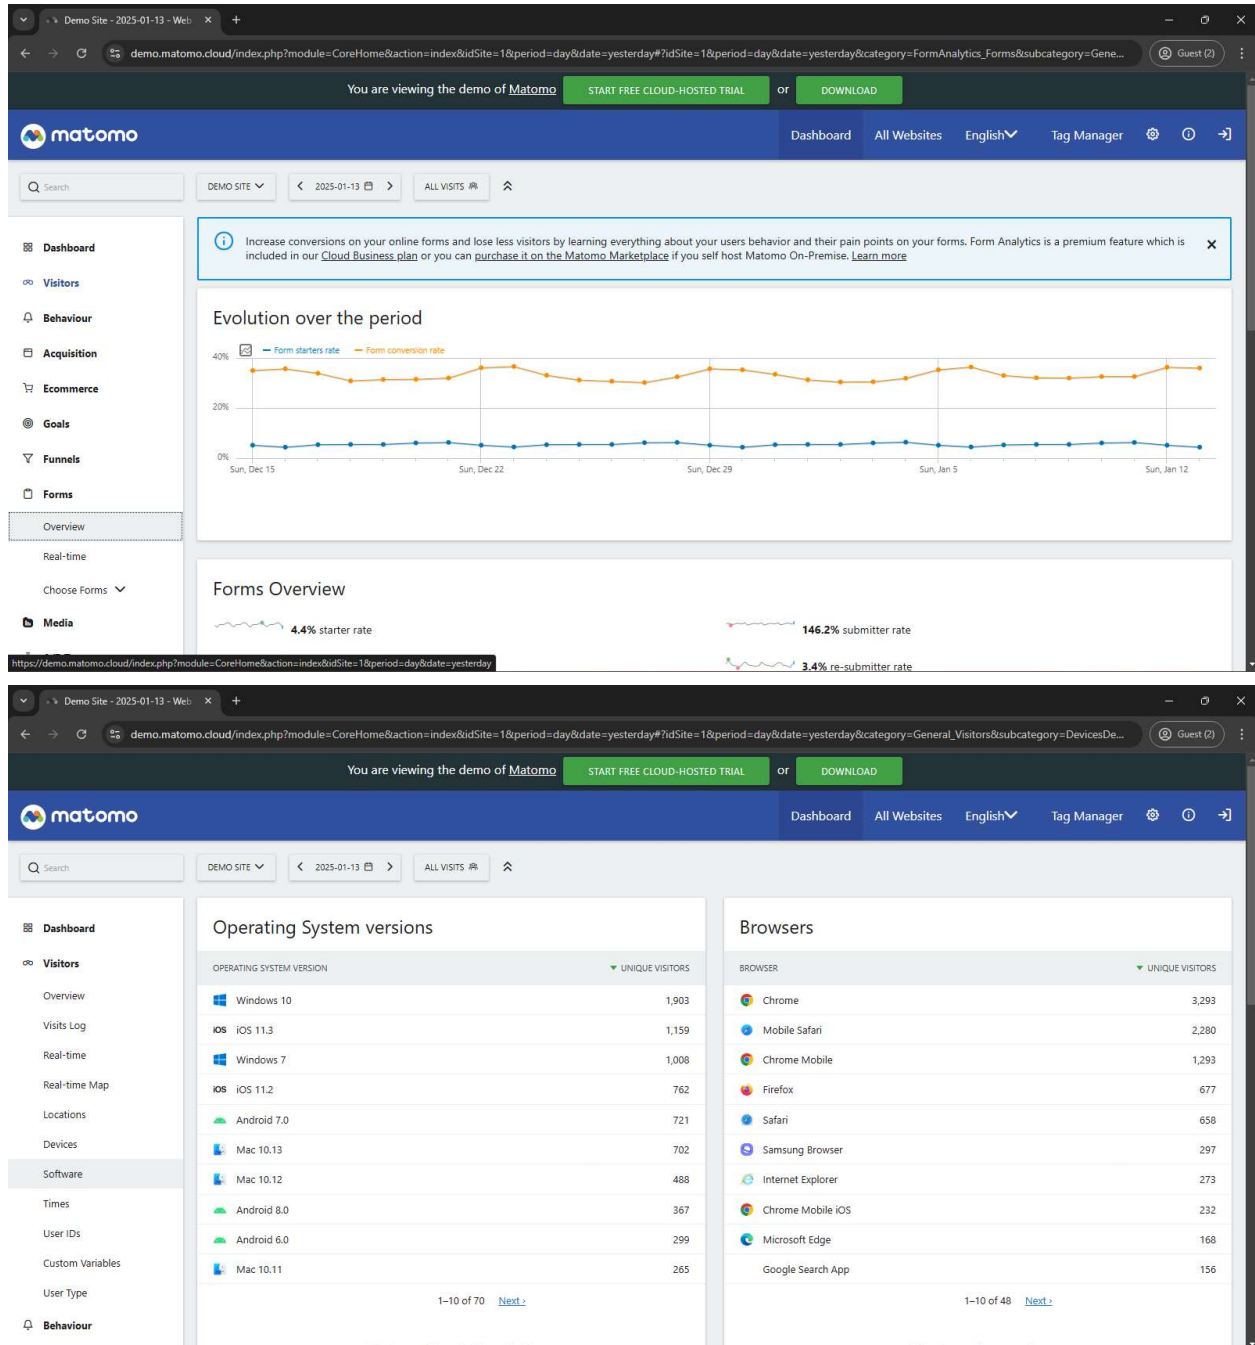 Demo Site - 2025-01-13 - Web
demo.matomo.cloud/index.php?module=CoreHome&action=index&idSite=1&period=day&date=yesterday#?idSite=1&period=day&date=yesterday&category=FormAnalytics_Forms&subcategory=Gene...
Guest (2)
You are viewing the demo of Matomo START FREE CLOUD-HOSTED TRIAL or DOWNLOAD
matomo
Dashboard All Websites English Tag Manager
Search DEMO SITE 2025-01-13 ALL VISITS
Dashboard
Visitors
Behaviour
Acquisition
Ecommerce
Goals
Funnels
Forms
Overview
Real-time
Choose Forms
Media
Increase conversions on your online forms and lose less visitors by learning everything about your users behavior and their pain points on your forms. Form Analytics is a premium feature which is
included in our Cloud Business plan or you can purchase it on the Matomo Marketplace if you self host Matomo On-Premise. Learn more
Evolution over the period
Form starters rate Form conversion rate
40%
20%
0%
Sun, Dec 15 Sun, Dec 22 Sun, Dec 29 Sun, Jan 5 Sun, Jan 12
Forms Overview
4.4% starter rate
146.2% submitter rate
3.4% re-submitter rate
https://demo.matomo.cloud/index.php?module=CoreHome&action=index&idSite=1&period=day&date=yesterday
Demo Site - 2025-01-13 - Web
demo.matomo.cloud/index.php?module=CoreHome&action=index&idSite=1&period=day&date=yesterday#?idSite=1&period=day&date=yesterday&category=General_Visitors&subcategory=DevicesDe...
Guest (2)
You are viewing the demo of Matomo START FREE CLOUD-HOSTED TRIAL or DOWNLOAD
matomo
Dashboard All Websites English Tag Manager
Search DEMO SITE 2025-01-13 ALL VISITS
Dashboard
Visitors
Overview
Visits Log
Real-time
Real-time Map
Locations
Devices
Software
Times
User IDs
Custom Variables
User Type
Behaviour
Operating System versions
OPERATING SYSTEM VERSION UNIQUE VISITORS
Windows 10 1,903
iOS iOS 11.3 1,159
Windows 7 1,008
iOS iOS 11.2 762
Android 7.0 721
Mac 10.13 702
Mac 10.12 488
Android 8.0 367
Android 6.0 299
Mac 10.11 265
1–10 of 70 Next ›
Browsers
BROWSER UNIQUE VISITORS
Chrome 3,293
Mobile Safari 2,280
Chrome Mobile 1,293
Firefox 677
Safari 658
Samsung Browser 297
Internet Explorer 273
Chrome Mobile iOS 232
Microsoft Edge 168
Google Search App 156
1–10 of 48 Next ›